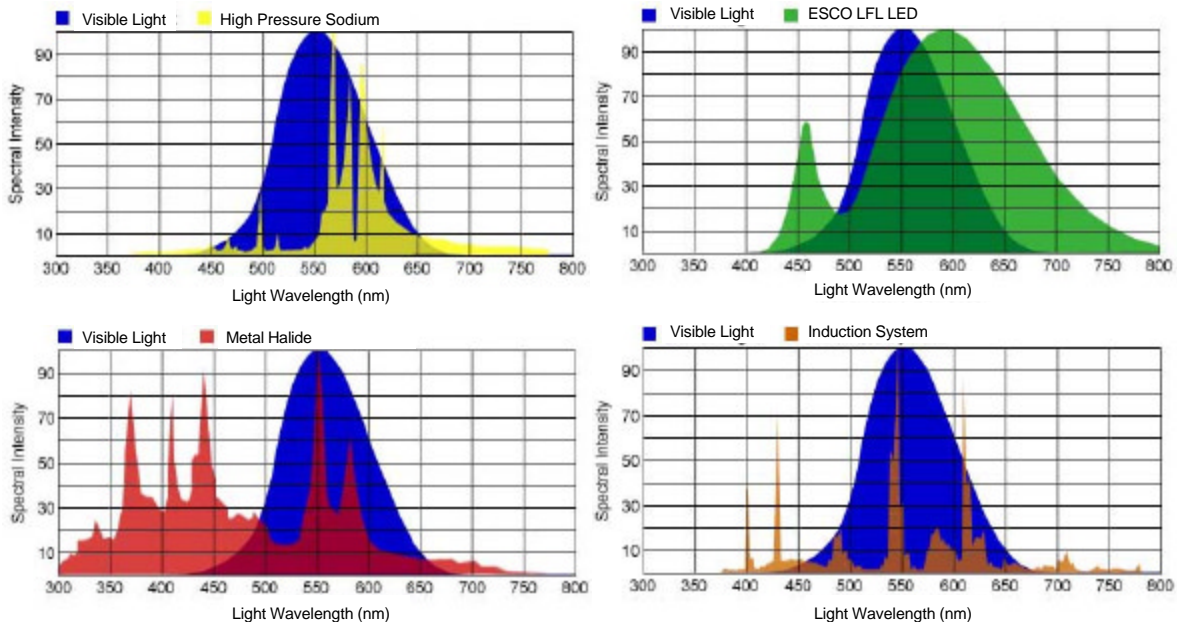 Visible Light High Pressure Sodium
Spectral Intensity
90
70
50
30
10
300 350 400 450 500 550 600 650 700 750 800
Light Wavelength (nm)
Visible Light ESCO LFL LED
Spectral Intensity
90
70
50
30
10
300 350 400 450 500 550 600 650 700 750 800
Light Wavelength (nm)
Visible Light Metal Halide
Spectral Intensity
90
70
50
30
10
300 350 400 450 500 550 600 650 700 750 800
Light Wavelength (nm)
Visible Light Induction System
Spectral Intensity
90
70
50
30
10
300 350 400 450 500 550 600 650 700 750 800
Light Wavelength (nm)